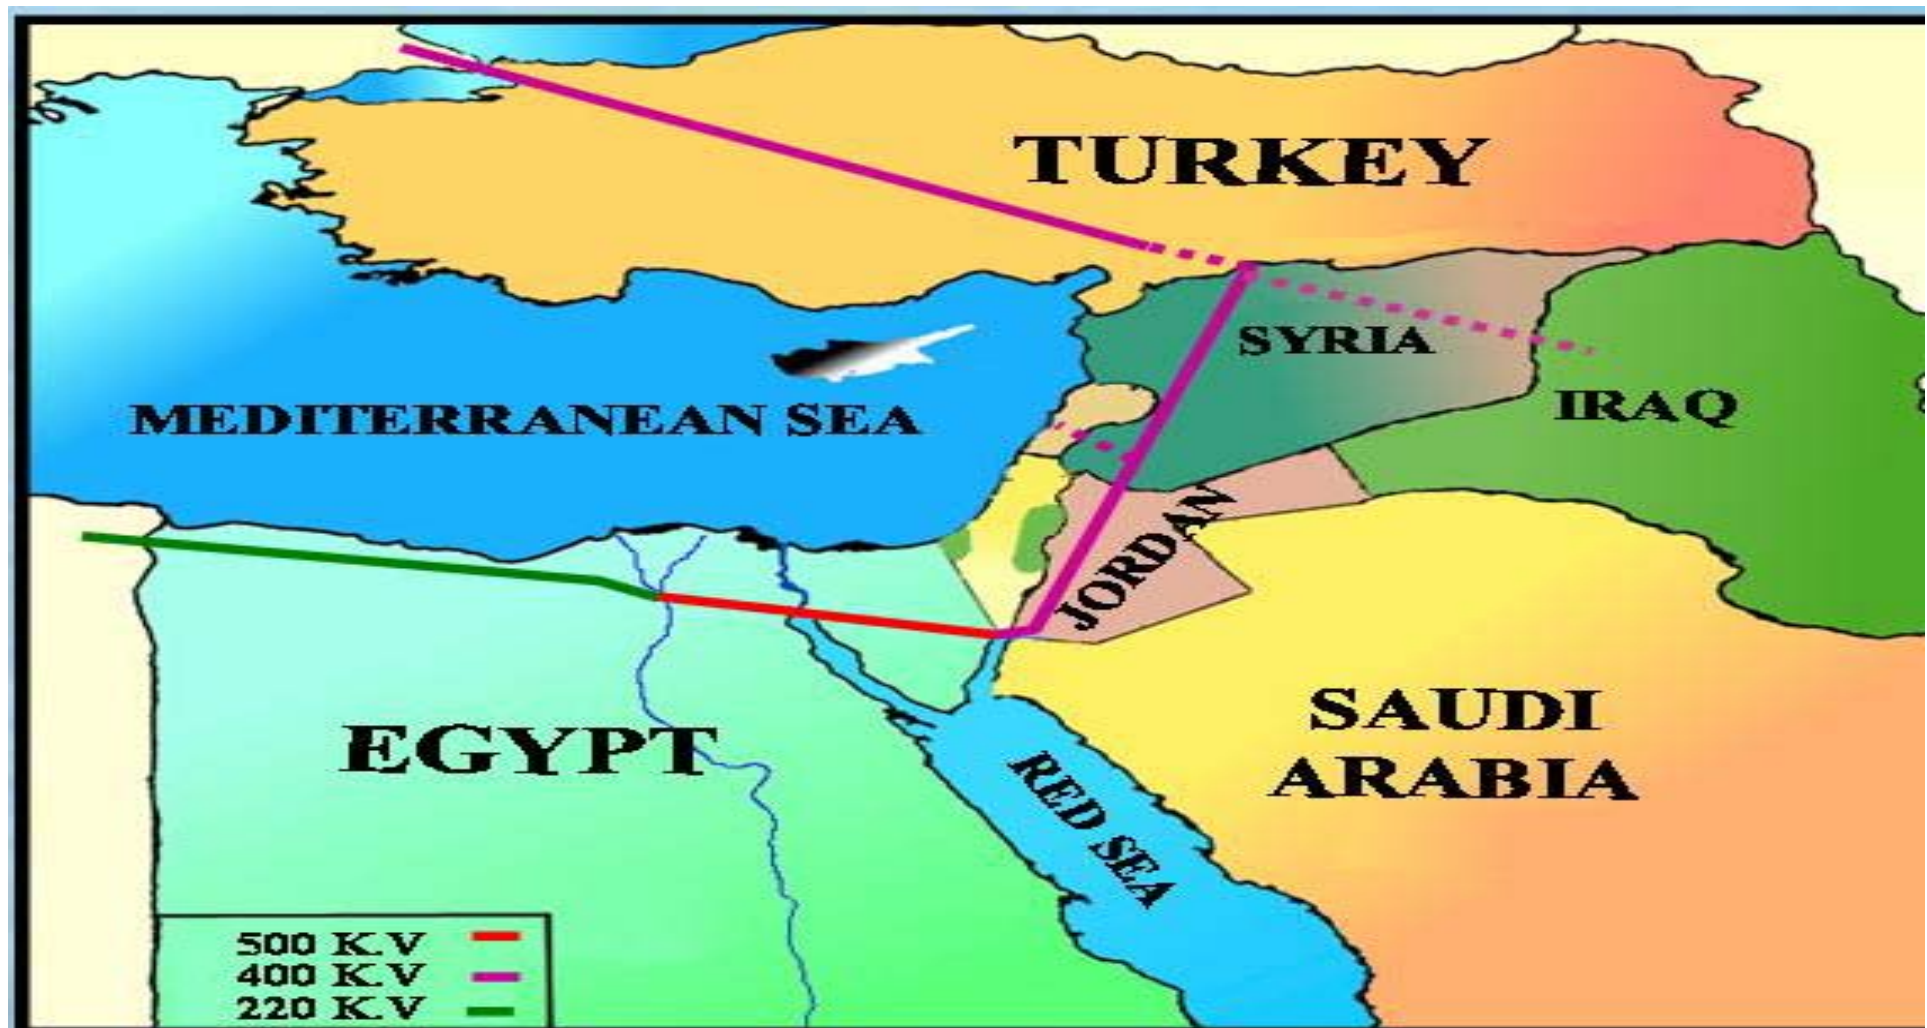 TURKEY
SYRIA
MEDITERRANEAN SEA
IRAQ
JORDAN
SAUDI
ARABIA
EGYPT
RED SEA
500 K.V
400 K.V
220 K.V